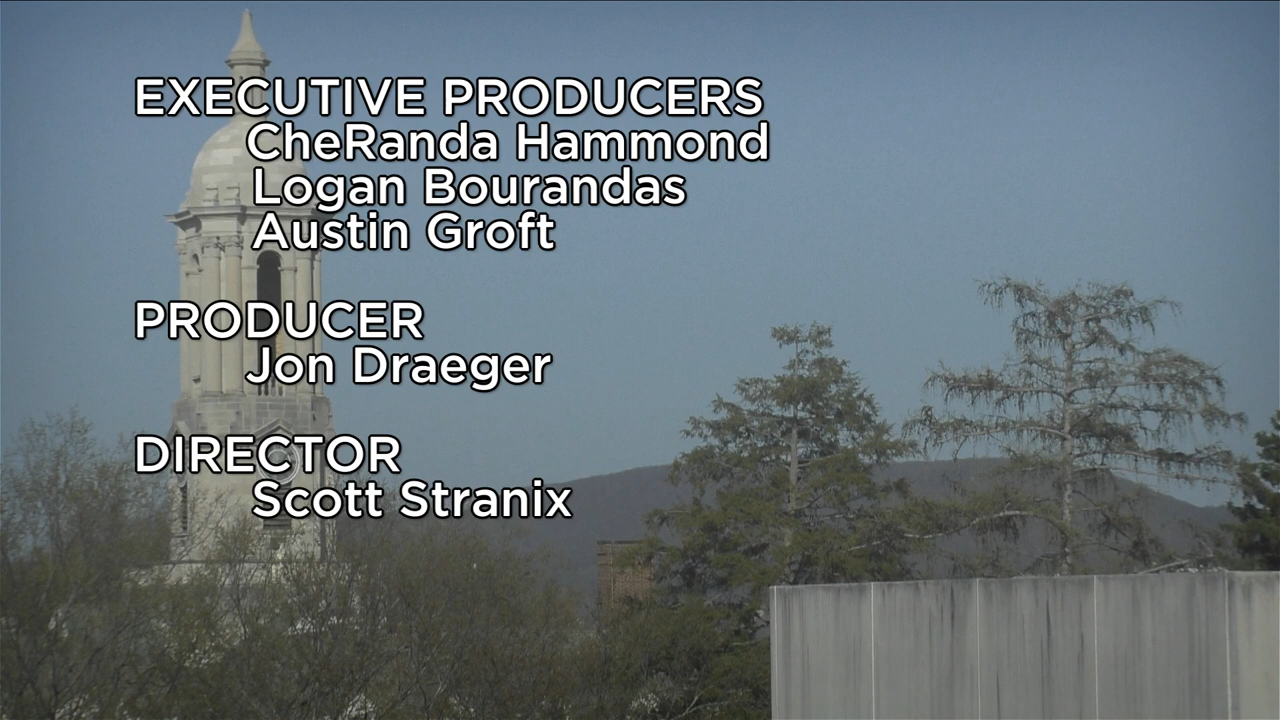 EXECUTIVE PRODUCERS
CheRanda Hammond
Logan Bourandas
Austin Groft
PRODUCER
Jon Draeger
DIRECTOR
Scott Stranix